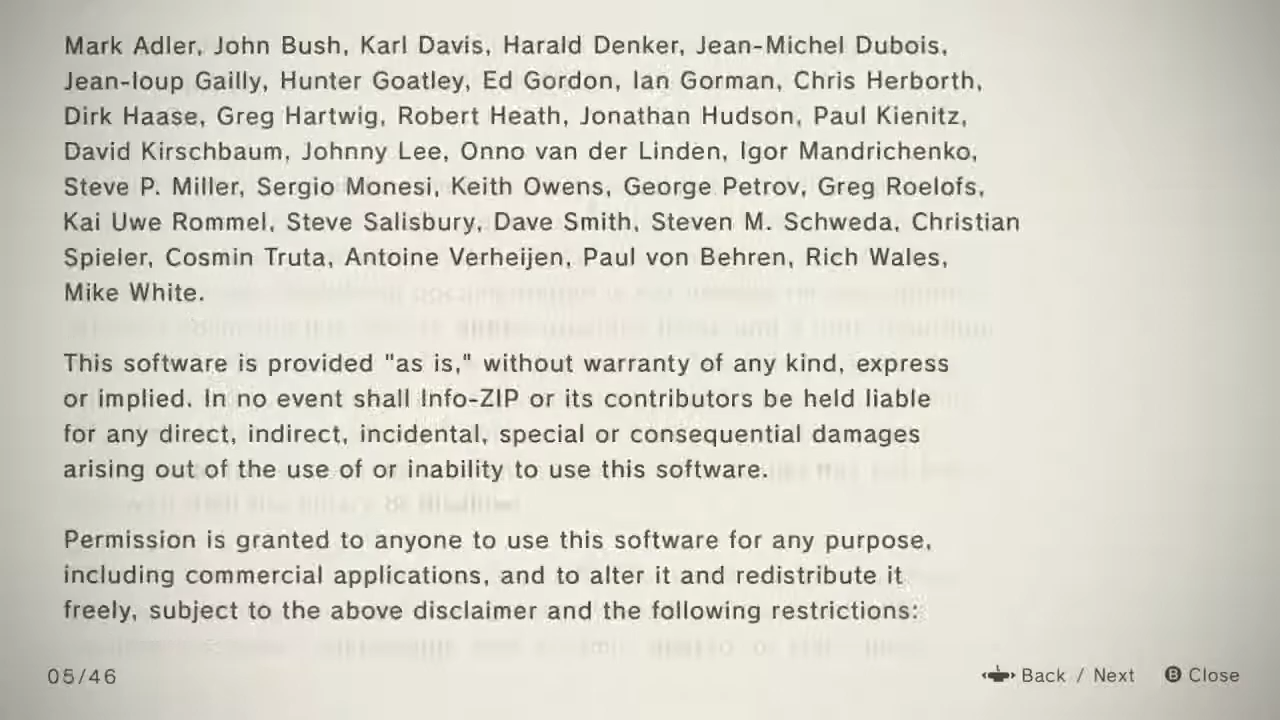 Mark Adler, John Bush, Karl Davis, Harald Denker, Jean-Michel Dubois,
Jean-loup Gailly, Hunter Goatley, Ed Gordon, Ian Gorman, Chris Herborth,
Dirk Haase, Greg Hartwig, Robert Heath, Jonathan Hudson, Paul Kienitz,
David Kirschbaum, Johnny Lee, Onno van der Linden, Igor Mandrichenko,
Steve P. Miller, Sergio Monesi, Keith Owens, George Petrov, Greg Roelofs,
Kai Uwe Rommel, Steve Salisbury, Dave Smith, Steven M. Schweda, Christian
Spieler, Cosmin Truta, Antoine Verheijen, Paul von Behren, Rich Wales,
Mike White.
This software is provided "as is," without warranty of any kind, express
or implied. In no event shall Info-ZIP or its contributors be held liable
for any direct, indirect, incidental, special or consequential damages
arising out of the use of or inability to use this software.
Permission is granted to anyone to use this software for any purpose,
including commercial applications, and to alter it and redistribute it
freely, subject to the above disclaimer and the following restrictions:
05/46
Back / Next
B Close